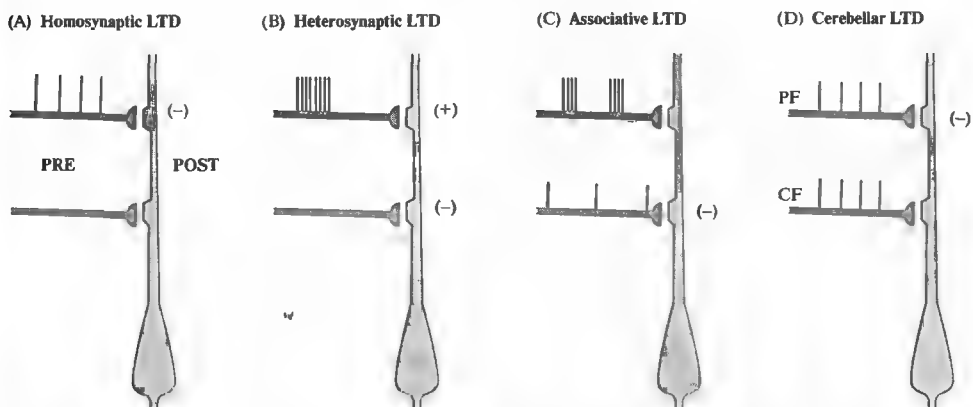 (A) Homosynaptic LTD
(B) Heterosynaptic LTD
(C) Associative LTD
(D) Cerebellar LTD
(-)
(+)
PF
(-)
PRE
POST
(-)
(-)
CF